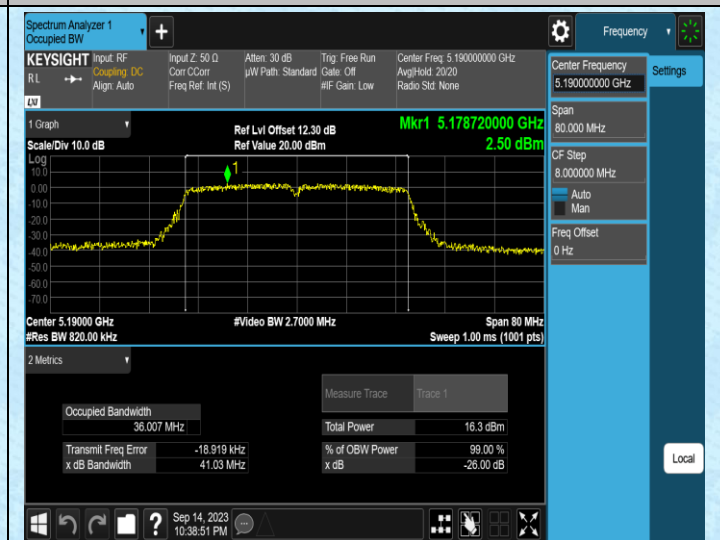 Spectrum Analyzer 1
Occupied BW
Frequency
KEYSIGHT
Input: RF
Coupling: DC
Align: Auto
Input Z: 50 Ω
Corr CCorr
Freq Ref: Int (S)
Atten: 30 dB
µW Path: Standard
Trig: Free Run
Gate: Off
#IF Gain: Low
Center Freq: 5.190000000 GHz
Avg|Hold: 20/20
Radio Std: None
R L
LXI
1 Graph
Scale/Div 10.0 dB
Ref Lvl Offset 12.30 dB
Ref Value 20.00 dBm
Mkr1 5.178720000 GHz
2.50 dBm
Log
10.0
0.00
-10.0
-20.0
-30.0
-40.0
-50.0
-60.0
-70.0
1
Center 5.19000 GHz
#Res BW 820.00 kHz
#Video BW 2.7000 MHz
Span 80 MHz
Sweep 1.00 ms (1001 pts)
2 Metrics
Measure Trace
Trace 1
Occupied Bandwidth
36.007 MHz
Total Power
16.3 dBm
Transmit Freq Error
-18.919 kHz
% of OBW Power
99.00 %
x dB Bandwidth
41.03 MHz
x dB
-26.00 dB
Center Frequency
5.190000000 GHz
Settings
Span
80.000 MHz
CF Step
8.000000 MHz
Auto
Man
Freq Offset
0 Hz
Local
?
Sep 14, 2023
10:38:51 PM